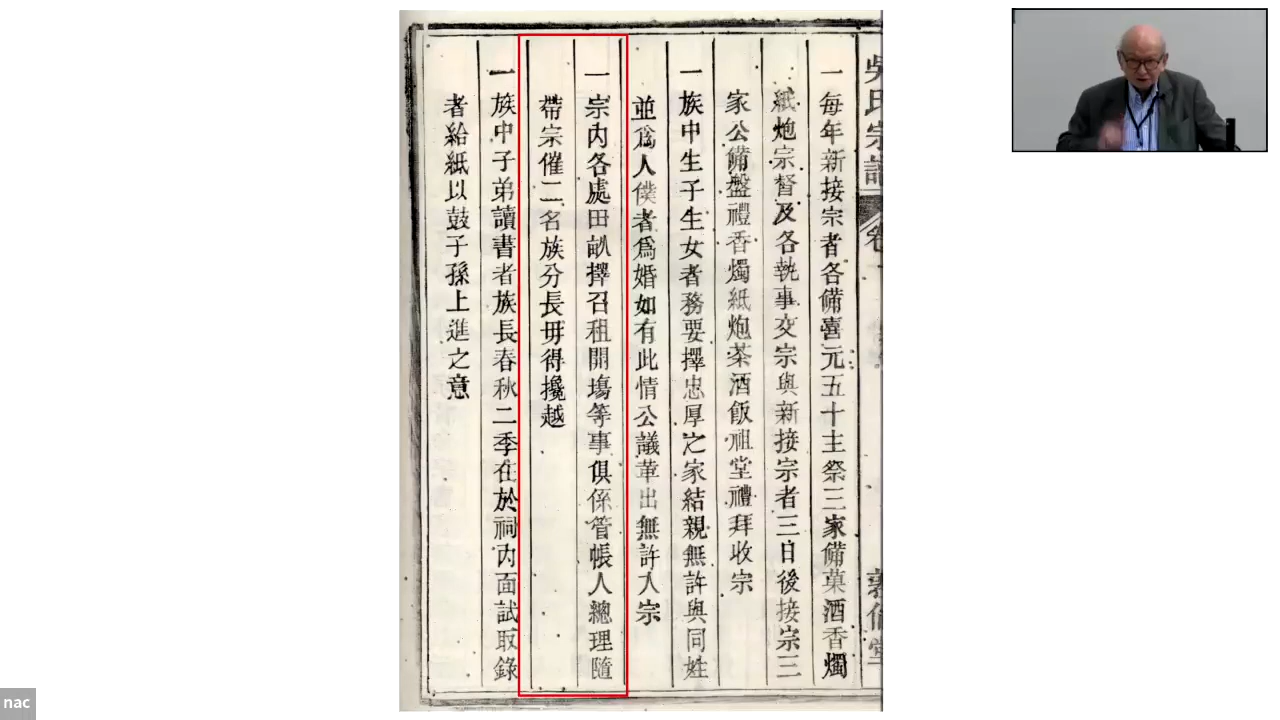 吳氏宗譜 卷
一每年新接宗者各備喜元五十主祭三家備菓酒香燭
紙炮宗督及各執事交宗與新接宗者三日後接宗三
家公備盤禮香燭紙炮茶酒飯祖堂禮拜收宗
一族中生子生女者務要擇忠厚之家結親無許與同姓
並爲人僕者爲婚如有此情公議革出無許入宗
一宗內各處田畝擇召租開塲等事俱係管帳人總理隨
帶宗催二名族分長毋得攙越
一族中子弟讀書者族長春秋二季在於祠內面試取錄
者給紙以鼓子孫上進之意
nac